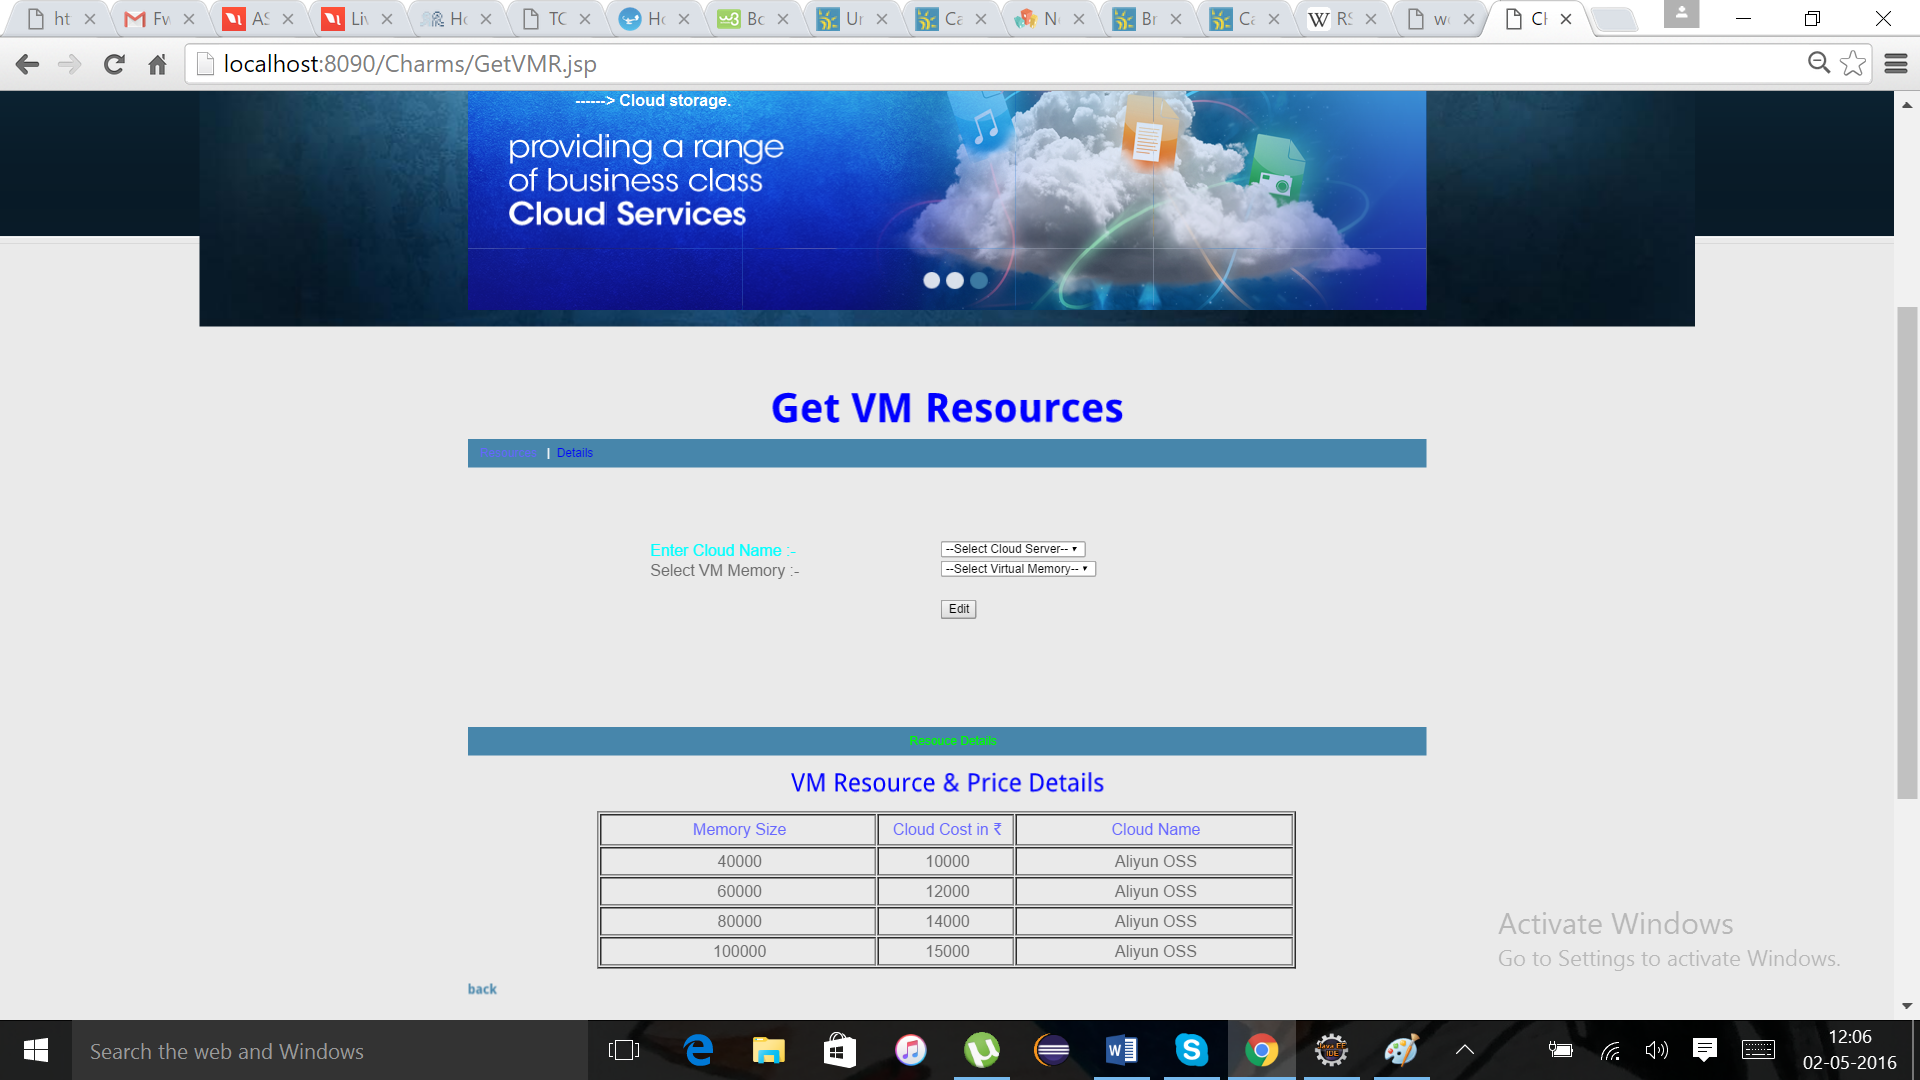 ht
Fw
AS
Liv
Ho
TC
Ho
Bo
Ur
Ca
N
Br
Ca
RS
wo
Ch
localhost:8090/Charms/GetVMR.jsp
------> Cloud storage.
providing a range
of business class
Cloud Services
Get VM Resources
Resources | Details
Enter Cloud Name :- --Select Cloud Server--
Select VM Memory :- --Select Virtual Memory--
Edit
Resouce Details
VM Resource & Price Details
Memory Size Cloud Cost in ₹ Cloud Name
40000 10000 Aliyun OSS
60000 12000 Aliyun OSS
80000 14000 Aliyun OSS
100000 15000 Aliyun OSS
back
Activate Windows
Go to Settings to activate Windows.
Search the web and Windows
12:06
02-05-2016